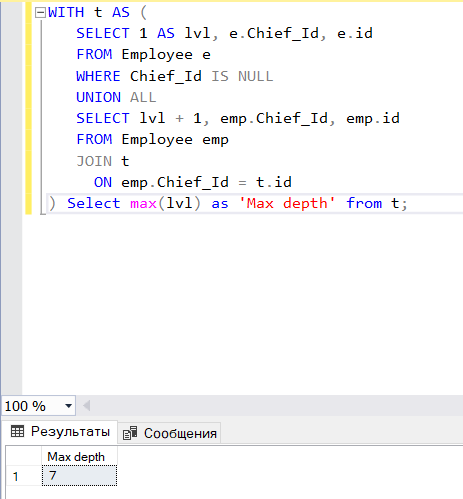 WITH t AS (
SELECT 1 AS lvl, e.Chief_Id, e.id
FROM Employee e
WHERE Chief_Id IS NULL
UNION ALL
SELECT lvl + 1, emp.Chief_Id, emp.id
FROM Employee emp
JOIN t
ON emp.Chief_Id = t.id
) Select max(lvl) as 'Max depth' from t;
100 %
Результаты Сообщения
Max depth
1 7